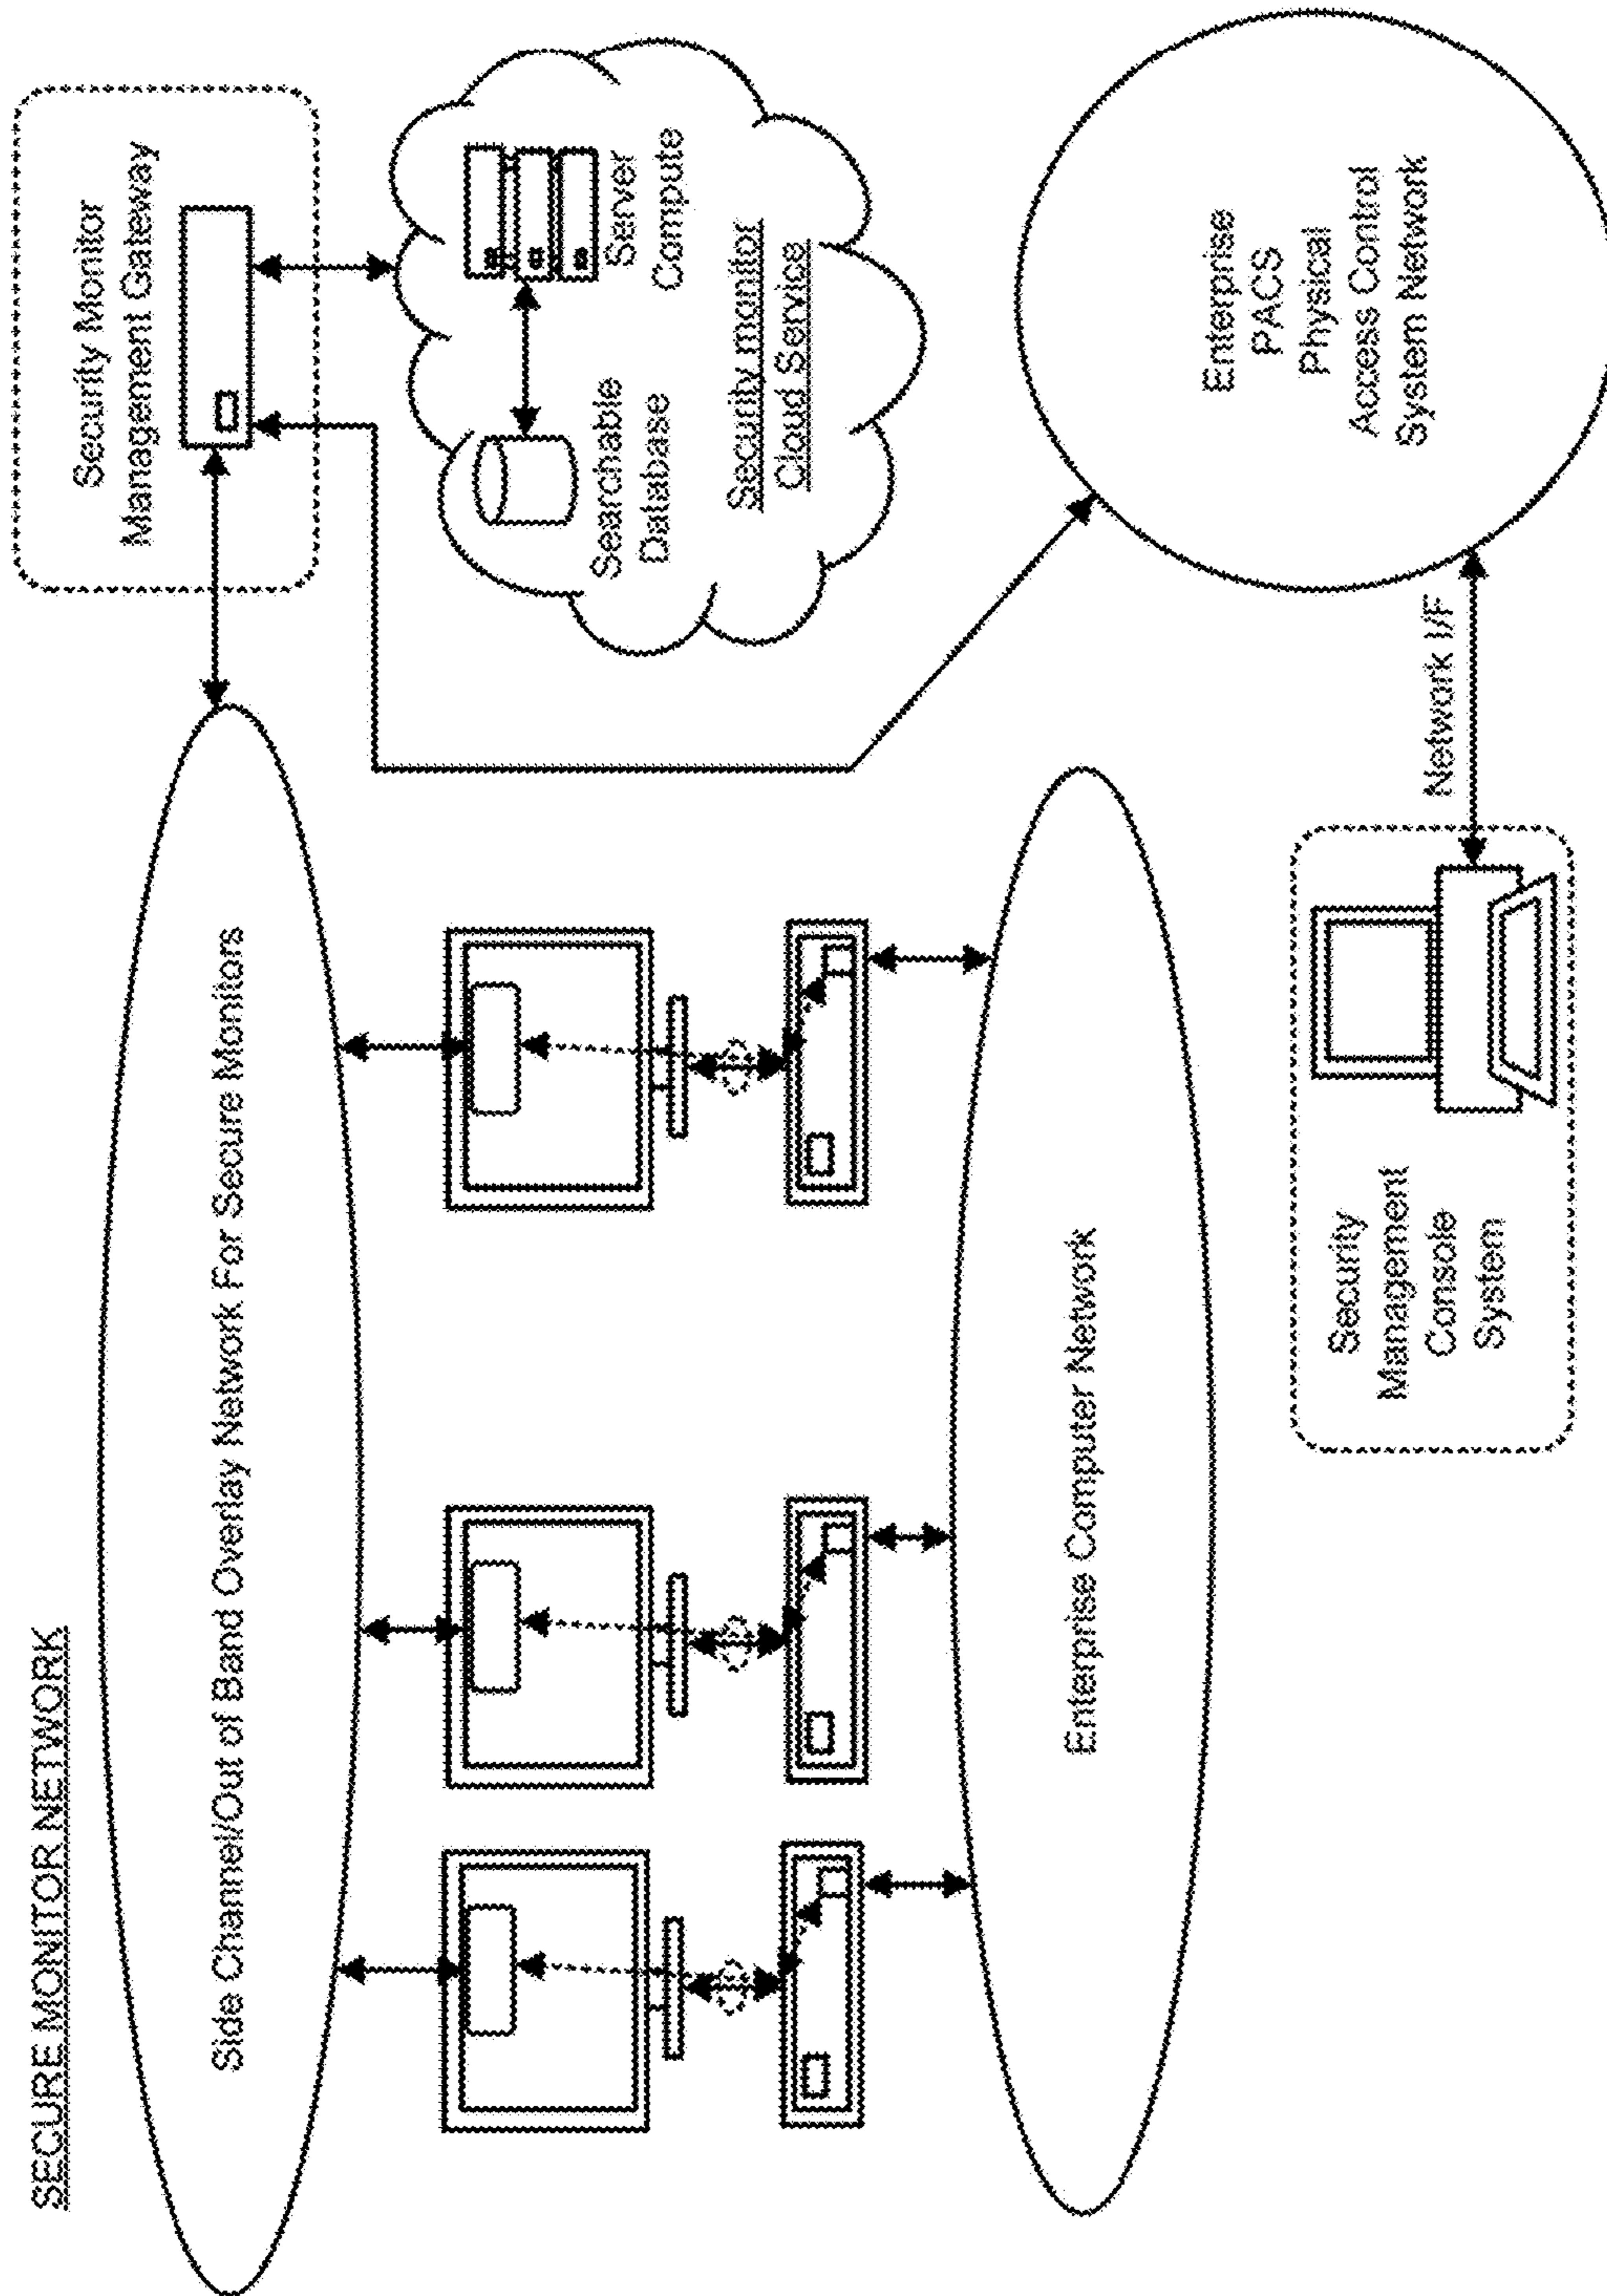 SECURE MONITOR NETWORK
Side Channel/Out of Band Overlay Network For Secure Monitors
Security Monitor
Management Gateway
Searchable
Database
Server
Compute
Security monitor
Cloud Service
Enterprise Computer Network
Security
Management
Console
System
Network I/F
Enterprise
PACS
Physical
Access Control
System Network